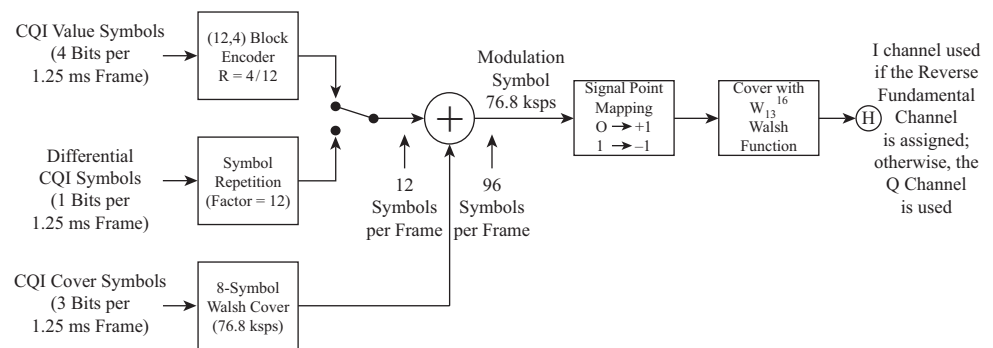 CQI Value Symbols
(4 Bits per
1.25 ms Frame)
(12,4) Block
Encoder
R = 4/12
Differential
CQI Symbols
(1 Bits per
1.25 ms Frame)
Symbol
Repetition
(Factor = 12)
CQI Cover Symbols
(3 Bits per
1.25 ms Frame)
8-Symbol
Walsh Cover
(76.8 ksps)
+
12
Symbols
per Frame
96
Symbols
per Frame
Modulation
Symbol
76.8 ksps
Signal Point
Mapping
O → +1
1 → –1
Cover with
W₁₃¹⁶
Walsh
Function
H
I channel used
if the Reverse
Fundamental
Channel
is assigned;
otherwise, the
Q Channel
is used